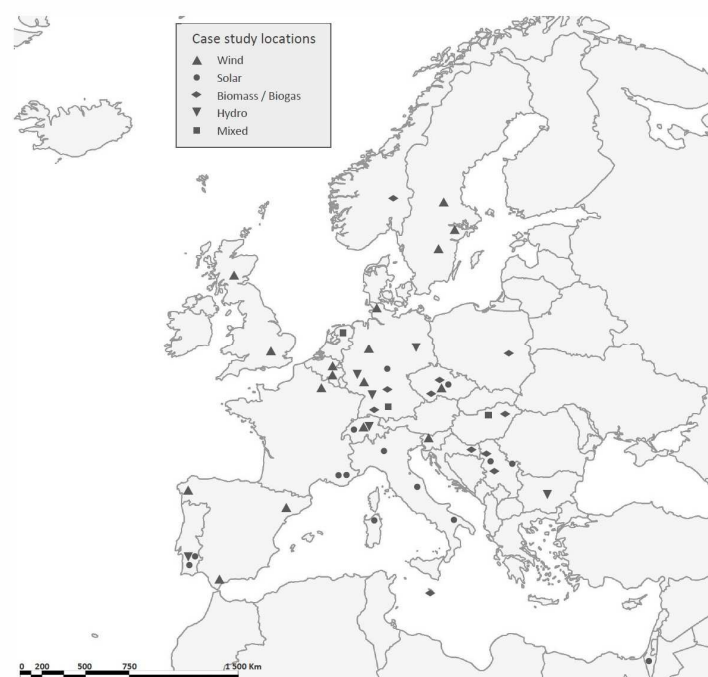 Case study locations
Wind
Solar
Biomass / Biogas
Hydro
Mixed
0 200 500 750 1 500 Km